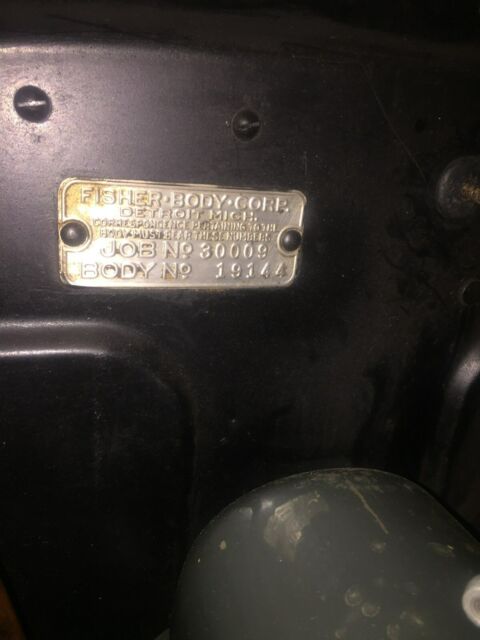 FISHER·BODY·CORP.
DETROIT MICH.
CORRESPONDENCE PERTAINING TO THE
BODY MUST BEAR THESE NUMBERS
JOB Nº 30009
BODY Nº 19144